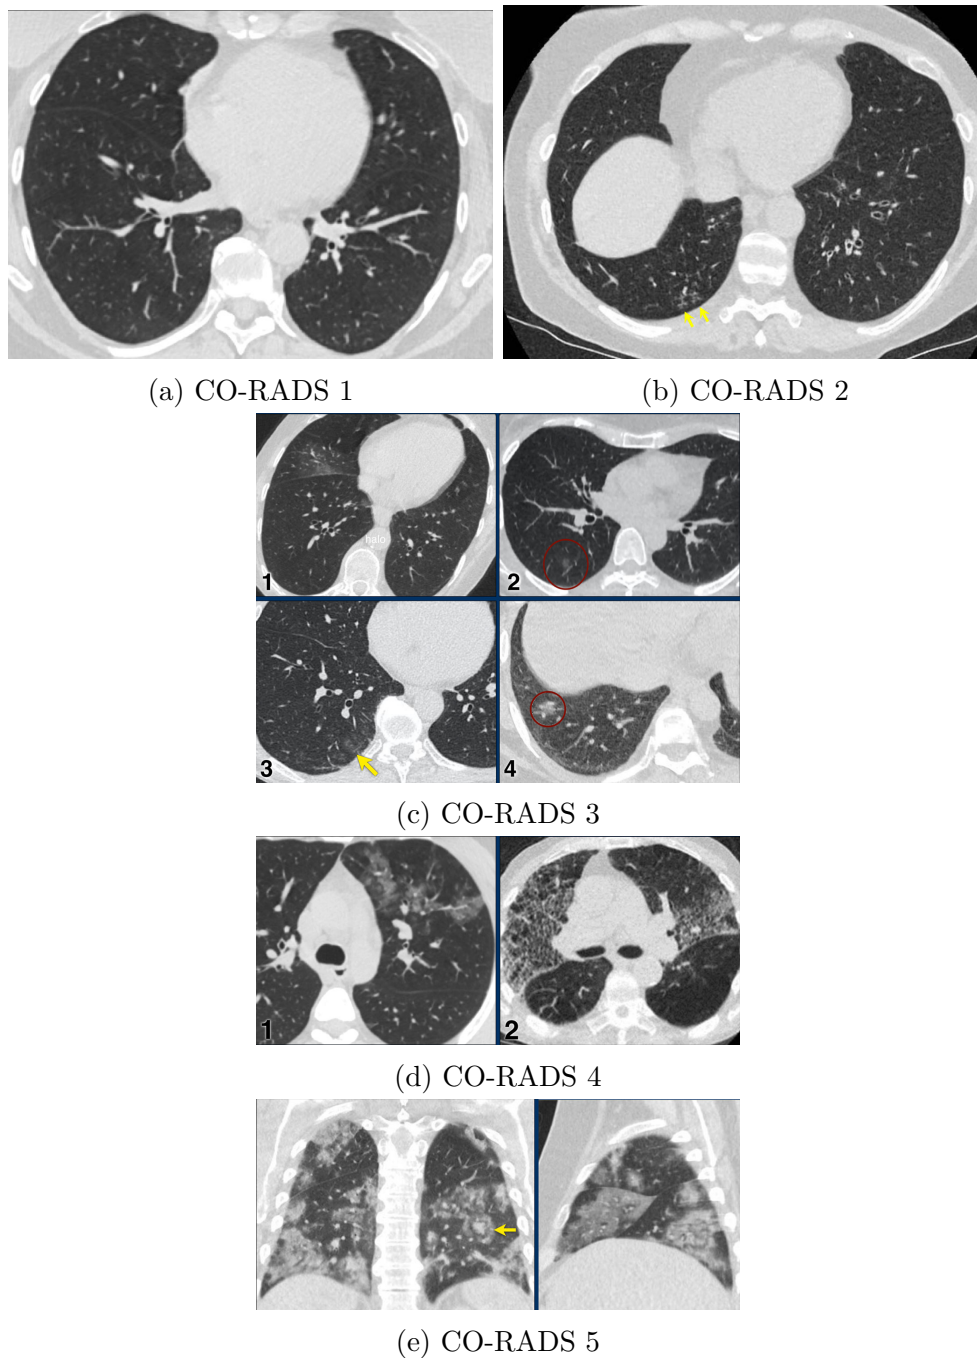 (a) CO-RADS 1
(b) CO-RADS 2
halo
1
2
3
4
(c) CO-RADS 3
1
2
(d) CO-RADS 4
(e) CO-RADS 5